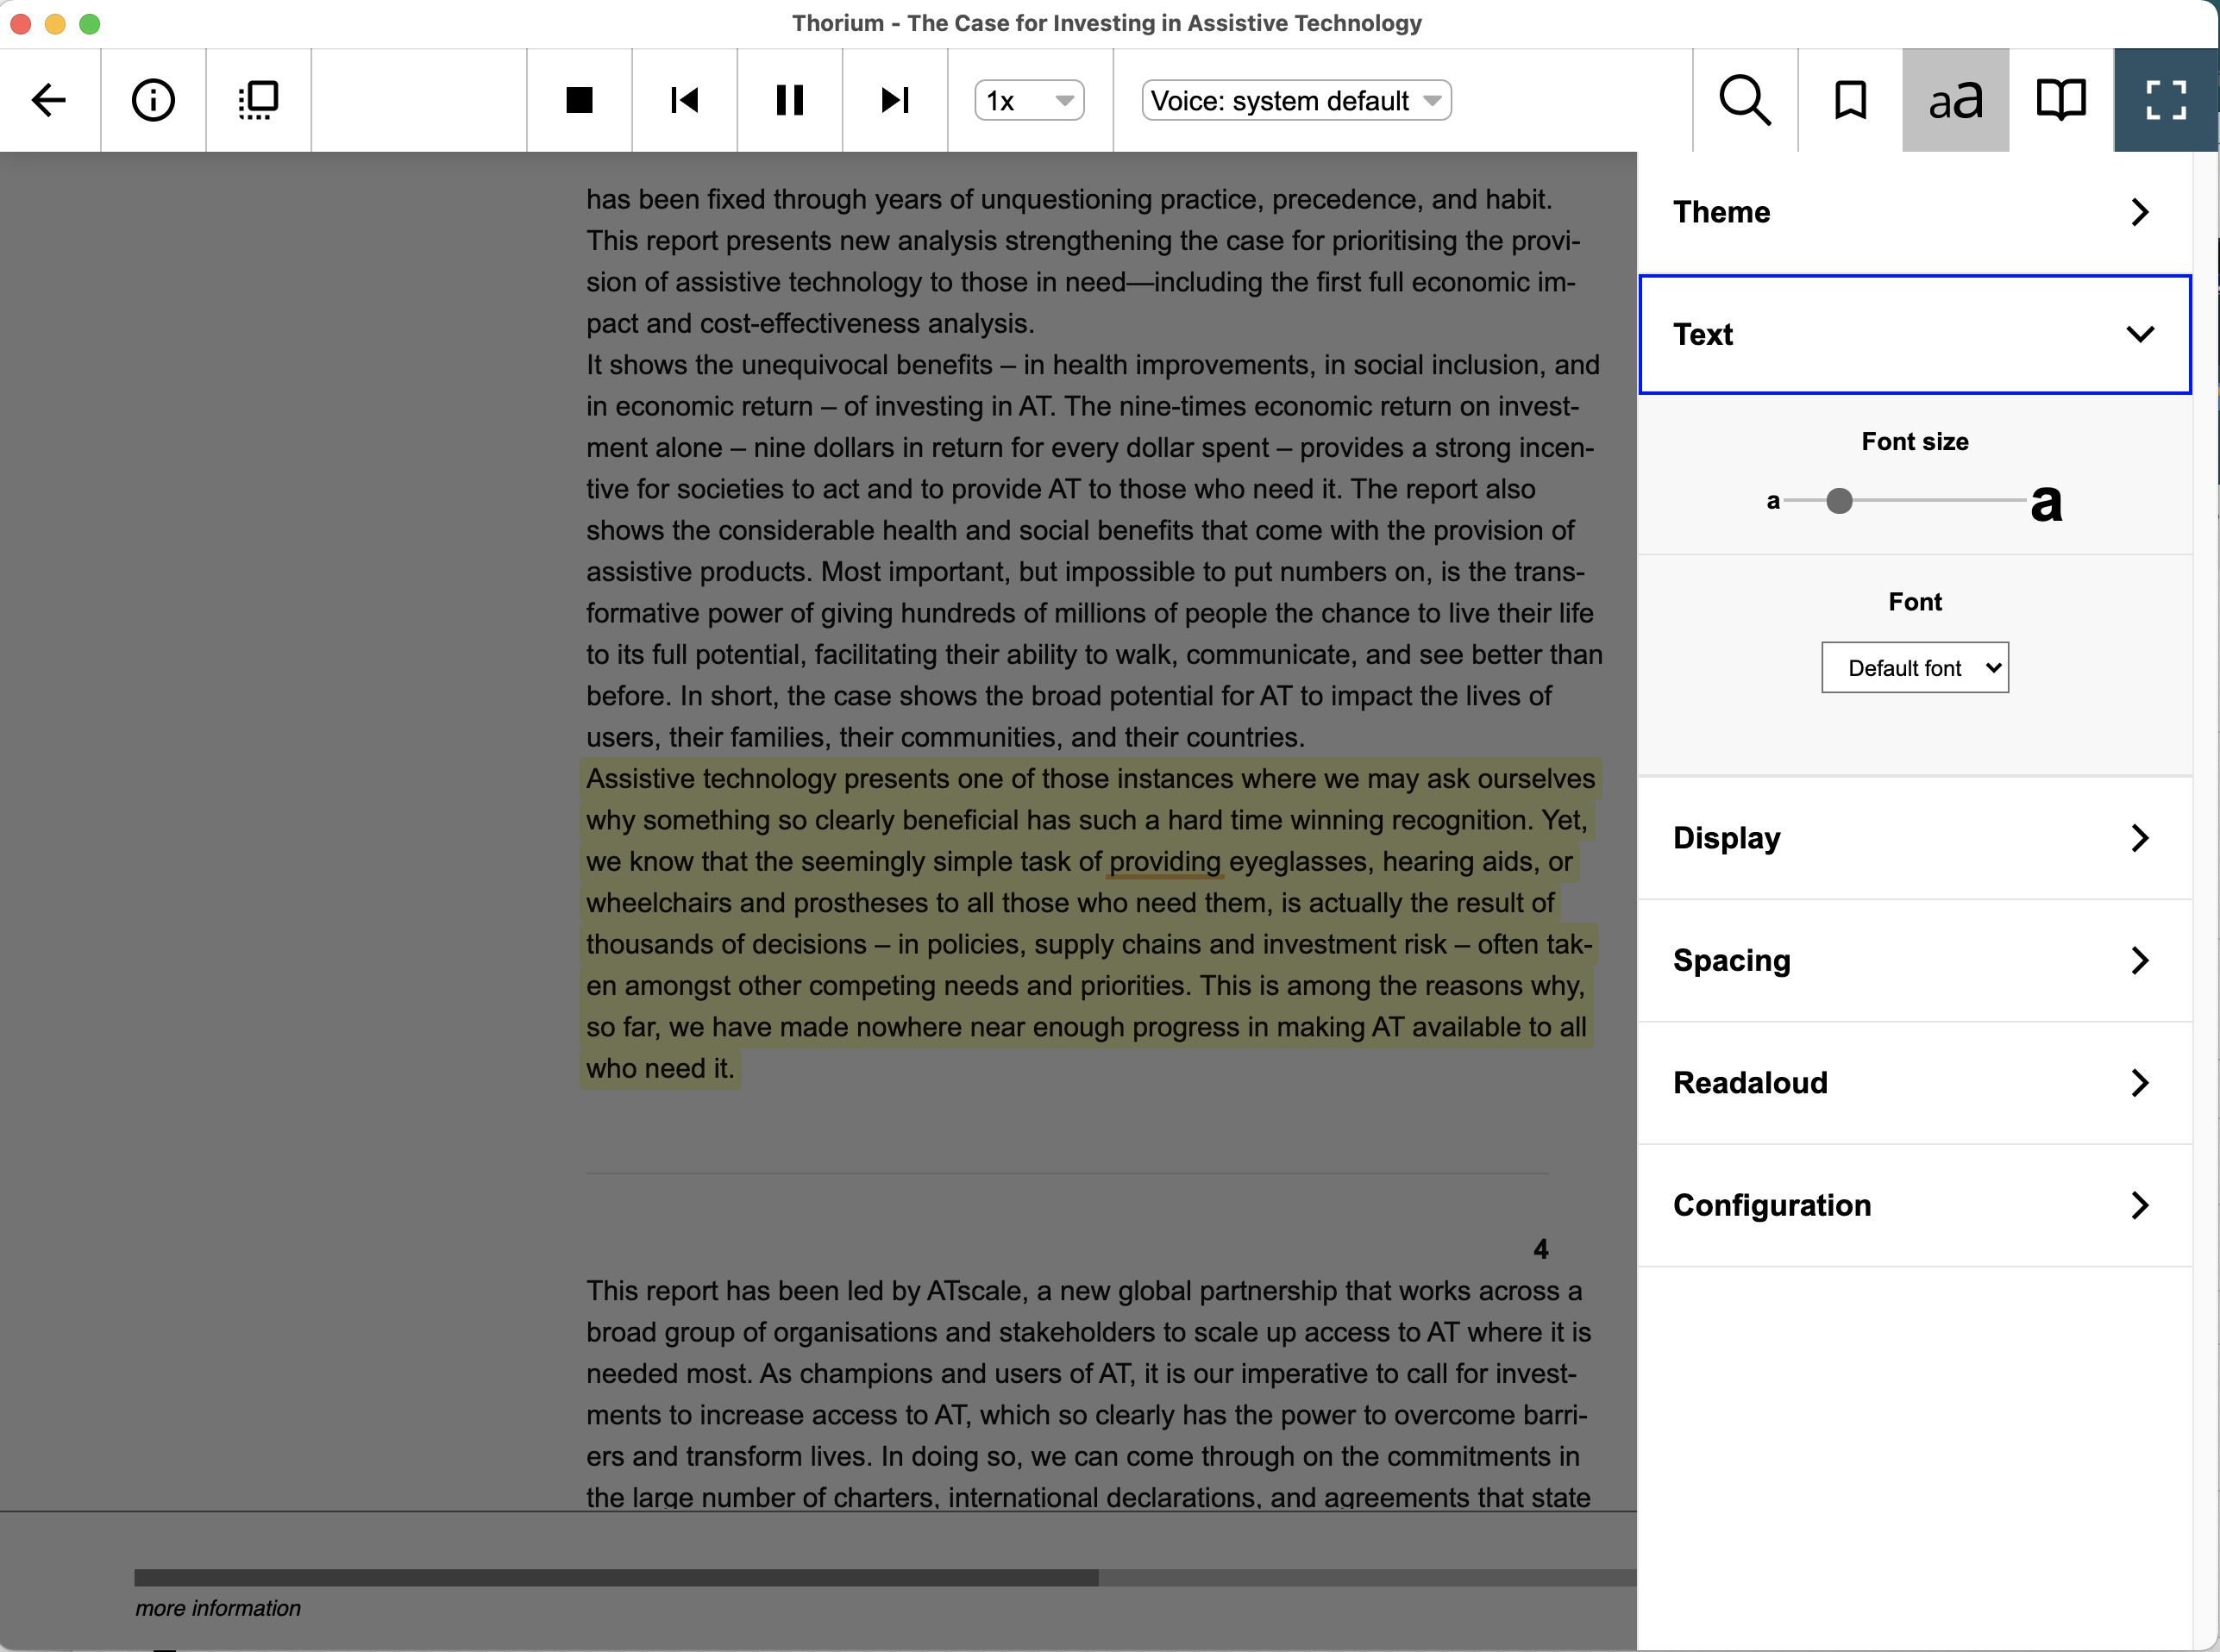 Thorium - The Case for Investing in Assistive Technology
1x
Voice: system default
aa
has been fixed through years of unquestioning practice, precedence, and habit.
This report presents new analysis strengthening the case for prioritising the provi-
sion of assistive technology to those in need—including the first full economic im-
pact and cost-effectiveness analysis.
It shows the unequivocal benefits – in health improvements, in social inclusion, and
in economic return – of investing in AT. The nine-times economic return on invest-
ment alone – nine dollars in return for every dollar spent – provides a strong incen-
tive for societies to act and to provide AT to those who need it. The report also
shows the considerable health and social benefits that come with the provision of
assistive products. Most important, but impossible to put numbers on, is the trans-
formative power of giving hundreds of millions of people the chance to live their life
to its full potential, facilitating their ability to walk, communicate, and see better than
before. In short, the case shows the broad potential for AT to impact the lives of
users, their families, their communities, and their countries.
Assistive technology presents one of those instances where we may ask ourselves
why something so clearly beneficial has such a hard time winning recognition. Yet,
we know that the seemingly simple task of providing eyeglasses, hearing aids, or
wheelchairs and prostheses to all those who need them, is actually the result of
thousands of decisions – in policies, supply chains and investment risk – often tak-
en amongst other competing needs and priorities. This is among the reasons why,
so far, we have made nowhere near enough progress in making AT available to all
who need it.
4
This report has been led by ATscale, a new global partnership that works across a
broad group of organisations and stakeholders to scale up access to AT where it is
needed most. As champions and users of AT, it is our imperative to call for invest-
ments to increase access to AT, which so clearly has the power to overcome barri-
ers and transform lives. In doing so, we can come through on the commitments in
the large number of charters, international declarations, and agreements that state
more information
Theme
Text
Font size
a a
Font
Default font
Display
Spacing
Readaloud
Configuration